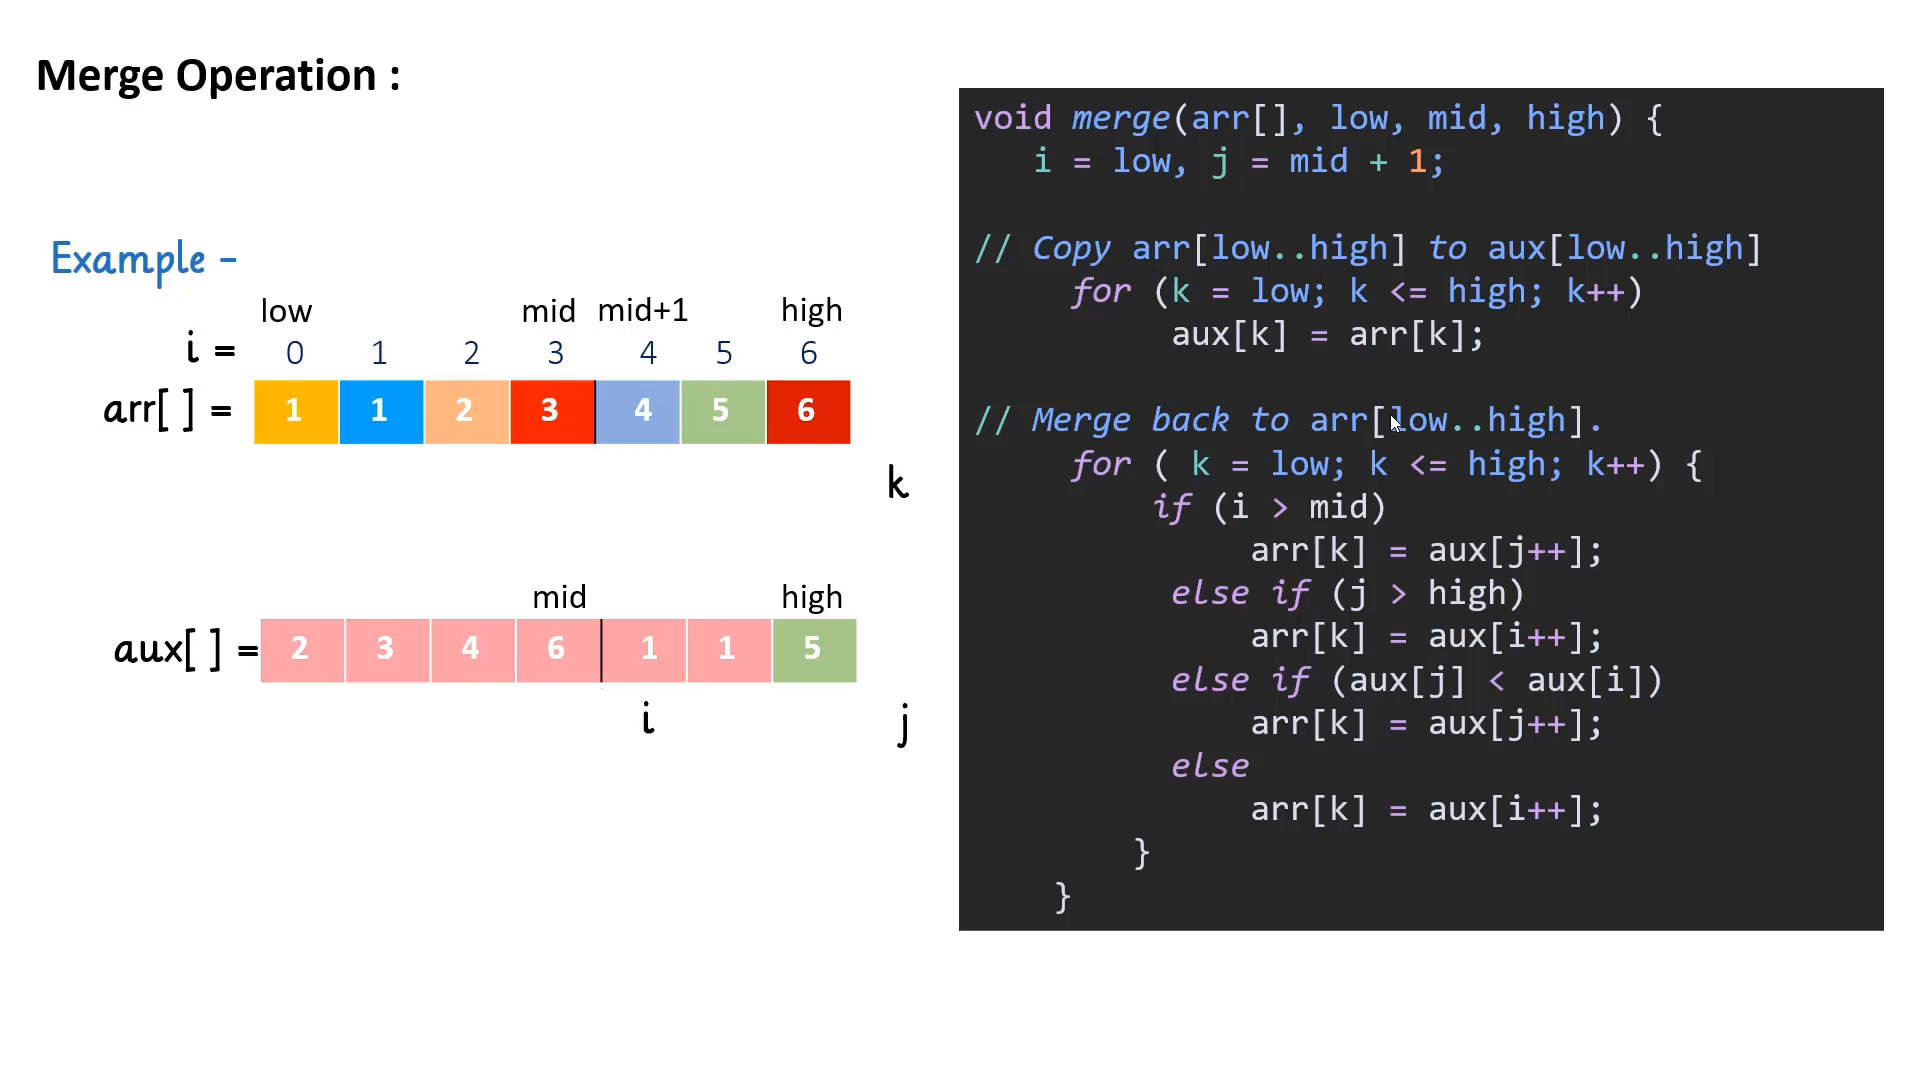 Merge Operation :
Example -
low mid mid+1 high
i = 0 1 2 3 4 5 6
arr[ ] = 1 1 2 3 4 5 6
k
mid high
aux[ ] = 2 3 4 6 1 1 5
i j
void merge(arr[], low, mid, high) {
i = low, j = mid + 1;
// Copy arr[low..high] to aux[low..high]
for (k = low; k <= high; k++)
aux[k] = arr[k];
// Merge back to arr[low..high].
for ( k = low; k <= high; k++) {
if (i > mid)
arr[k] = aux[j++];
else if (j > high)
arr[k] = aux[i++];
else if (aux[j] < aux[i])
arr[k] = aux[j++];
else
arr[k] = aux[i++];
}
}